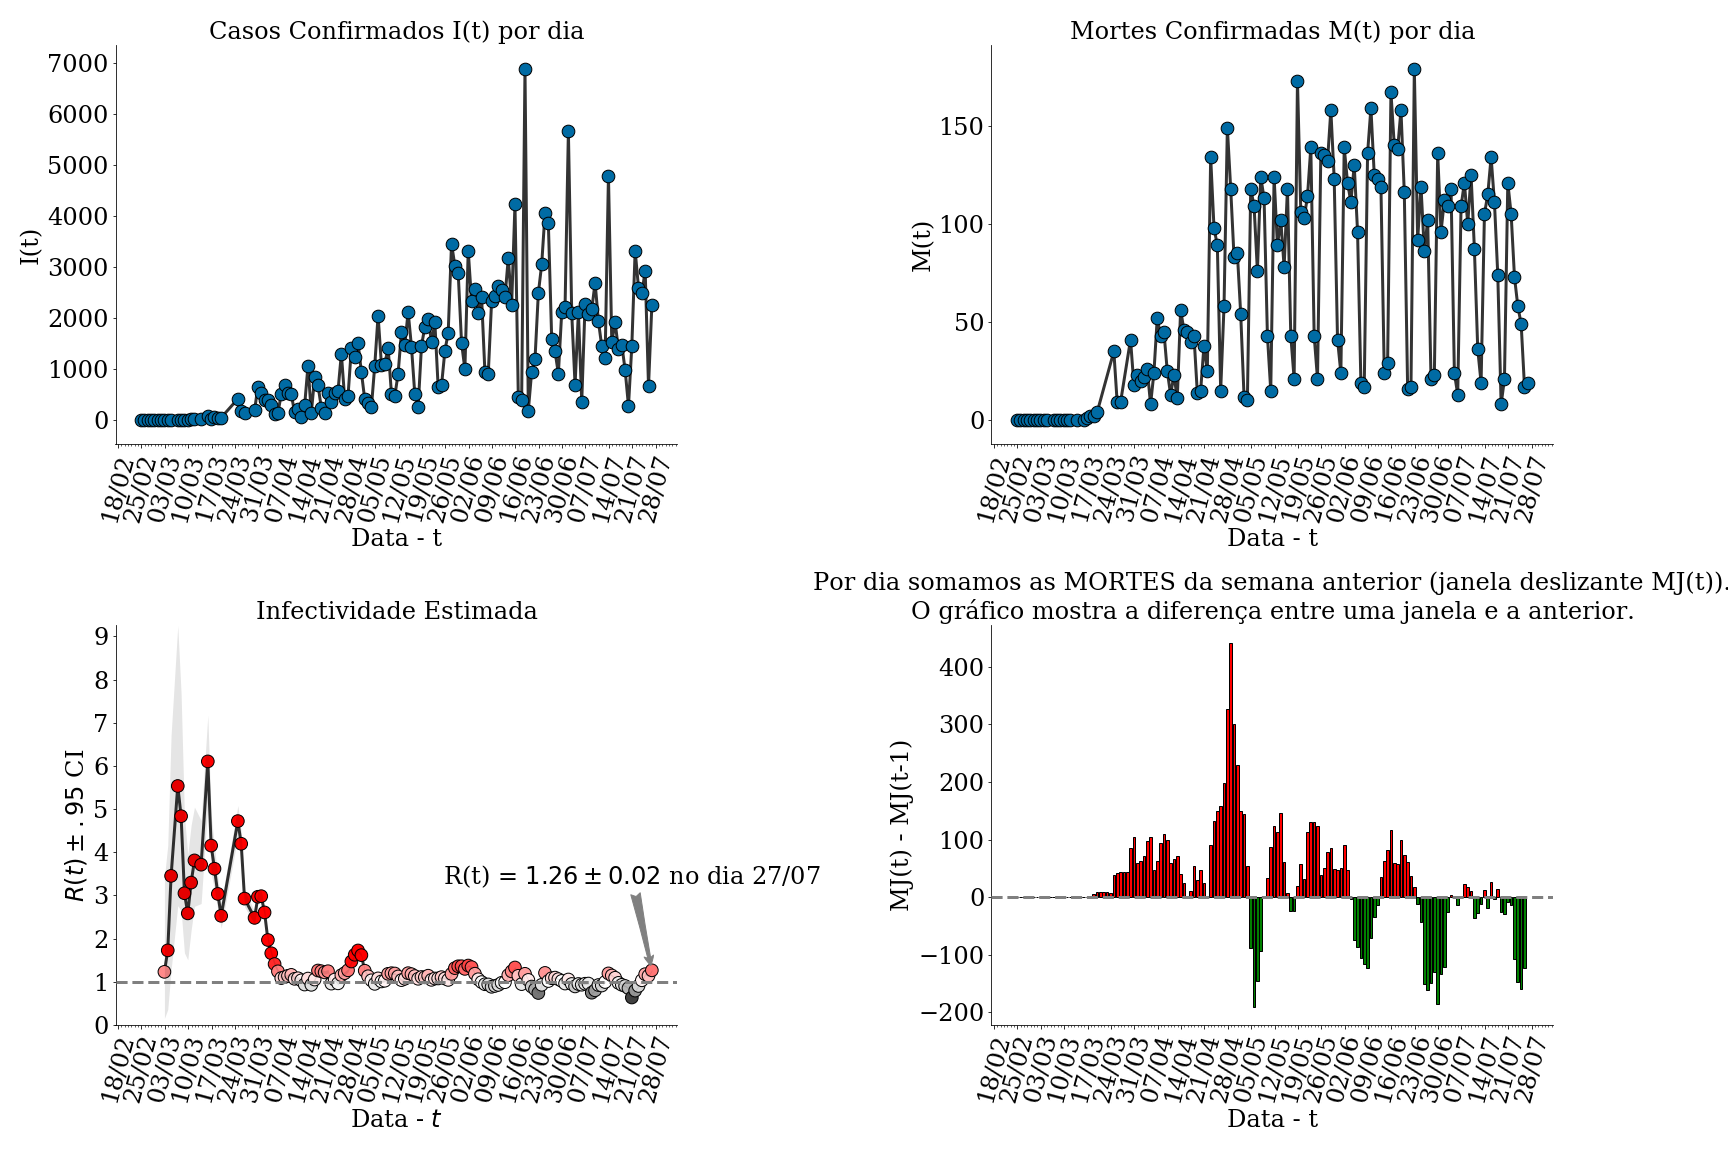 Casos Confirmados I(t) por dia
7000
6000
5000
4000
3000
2000
1000
0
I(t)
18/02 25/02 03/03 10/03 17/03 24/03 31/03 07/04 14/04 21/04 28/04 05/05 12/05 19/05 26/05 02/06 09/06 16/06 23/06 30/06 07/07 14/07 21/07 28/07
Data - t
Mortes Confirmadas M(t) por dia
150
100
50
0
M(t)
18/02 25/02 03/03 10/03 17/03 24/03 31/03 07/04 14/04 21/04 28/04 05/05 12/05 19/05 26/05 02/06 09/06 16/06 23/06 30/06 07/07 14/07 21/07 28/07
Data - t
Infectividade Estimada
9
8
7
6
5
4
3
2
1
0
R(t) ± .95 CI
R(t) = 1.26 ± 0.02 no dia 27/07
18/02 25/02 03/03 10/03 17/03 24/03 31/03 07/04 14/04 21/04 28/04 05/05 12/05 19/05 26/05 02/06 09/06 16/06 23/06 30/06 07/07 14/07 21/07 28/07
Data - t
Por dia somamos as MORTES da semana anterior (janela deslizante MJ(t)).
O gráfico mostra a diferença entre uma janela e a anterior.
400
300
200
100
0
−100
−200
MJ(t) - MJ(t-1)
18/02 25/02 03/03 10/03 17/03 24/03 31/03 07/04 14/04 21/04 28/04 05/05 12/05 19/05 26/05 02/06 09/06 16/06 23/06 30/06 07/07 14/07 21/07 28/07
Data - t